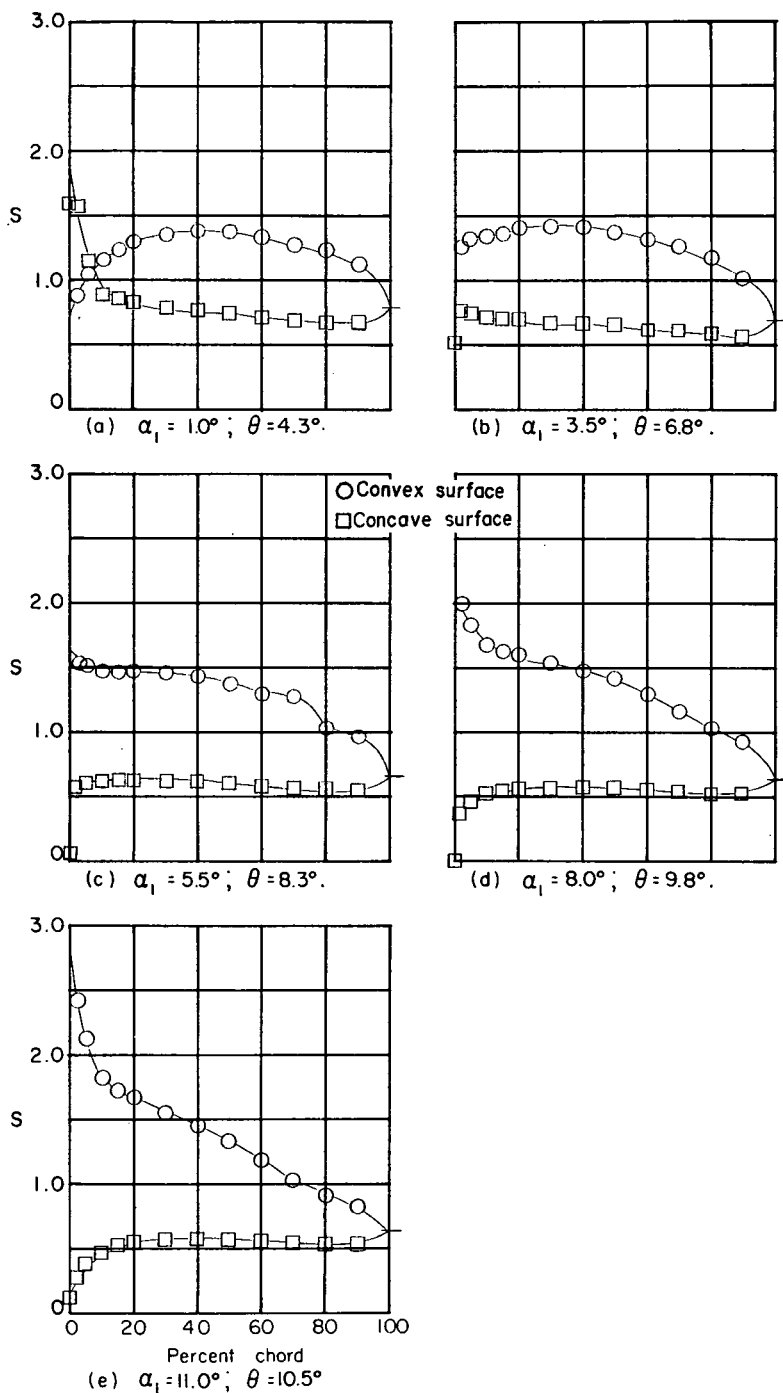 3.0
2.0
S
1.0
0
(a) α₁ = 1.0°; θ = 4.3°.
(b) α₁ = 3.5°; θ = 6.8°.
3.0
Convex surface
Concave surface
2.0
S
1.0
0
(c) α₁ = 5.5°; θ = 8.3°.
(d) α₁ = 8.0°; θ = 9.8°.
3.0
2.0
S
1.0
0
0 20 40 60 80 100
Percent chord
(e) α₁ = 11.0°; θ = 10.5°